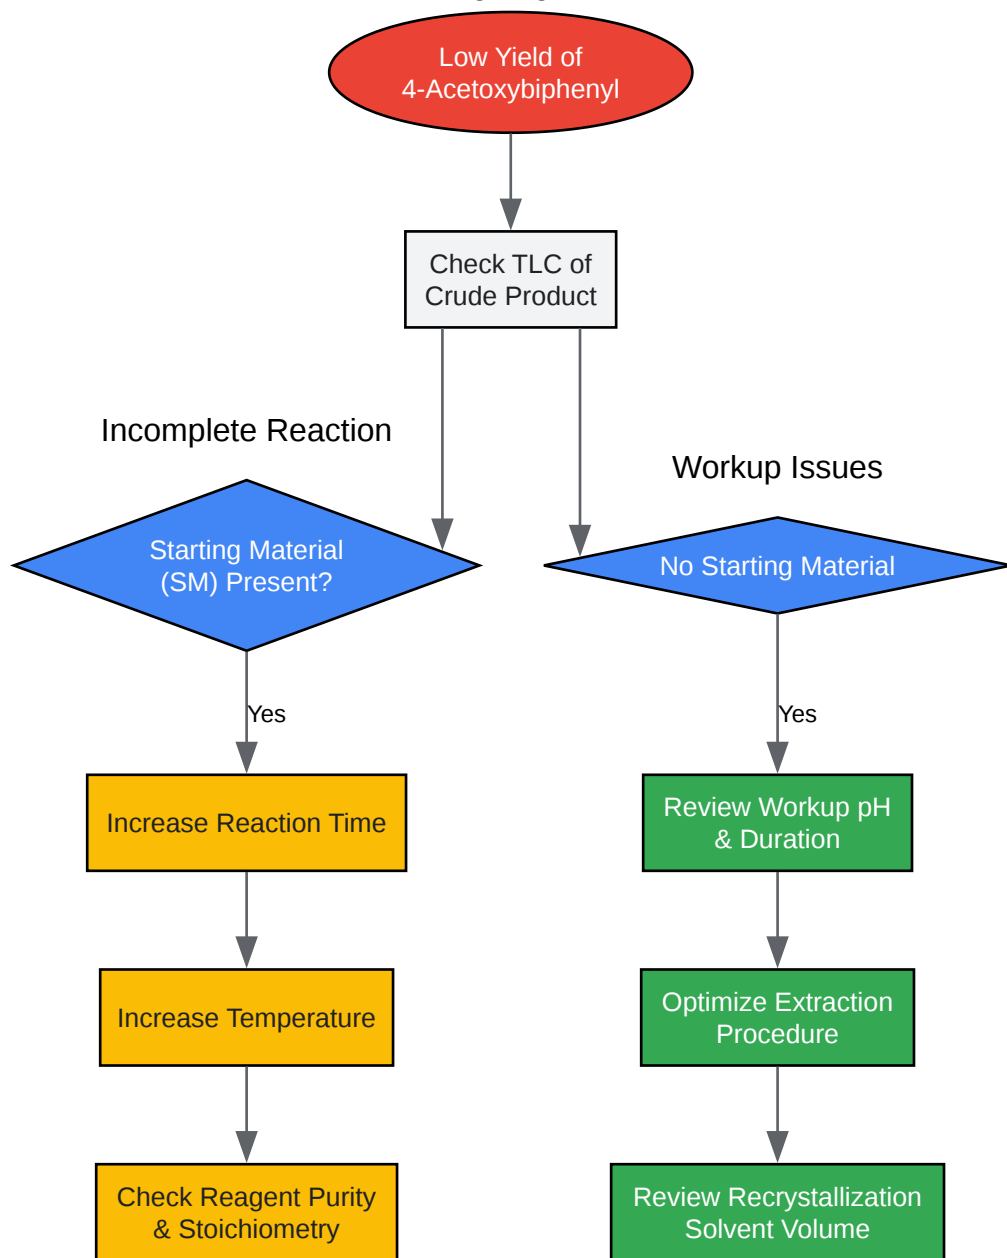 Low Yield of
4-Acetoxybiphenyl
Check TLC of
Crude Product
Incomplete Reaction
Workup Issues
Starting Material
(SM) Present?
No Starting Material
Yes
Yes
Increase Reaction Time
Review Workup pH
& Duration
Increase Temperature
Optimize Extraction
Procedure
Check Reagent Purity
& Stoichiometry
Review Recrystallization
Solvent Volume